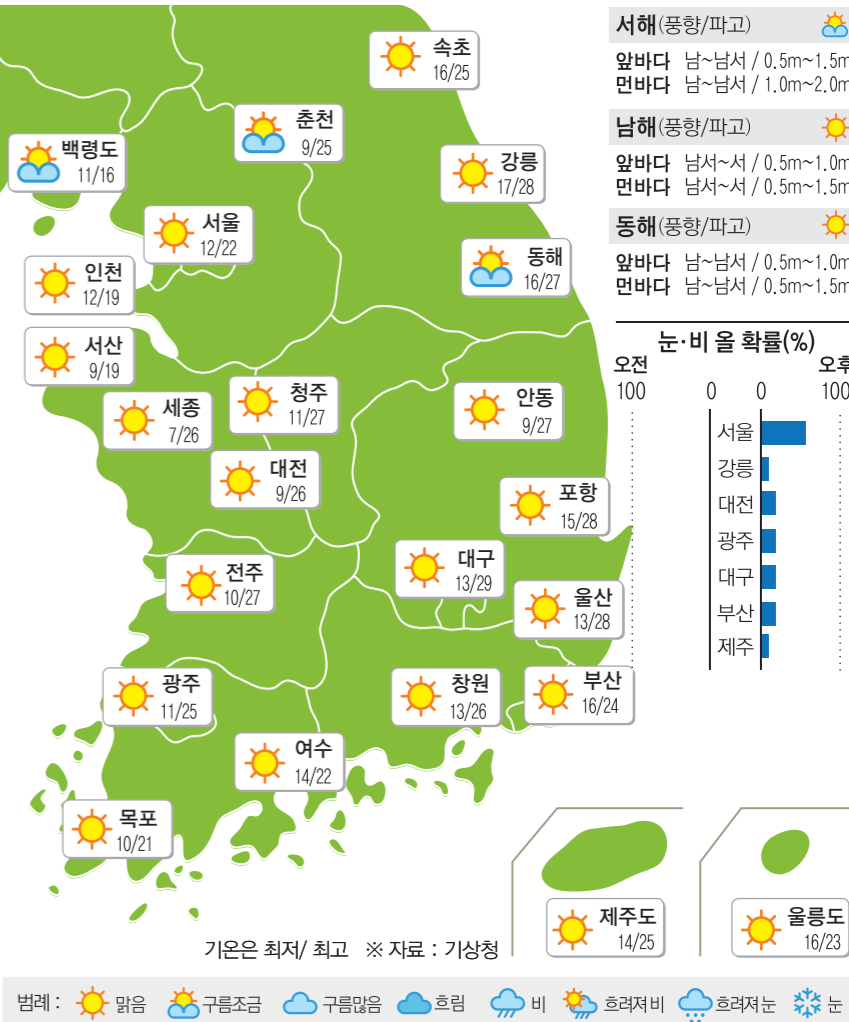 속초
16/25
춘천
9/25
백령도
11/16
강릉
17/28
서울
12/22
동해
16/27
인천
12/19
서산
9/19
청주
11/27
안동
9/27
세종
7/26
대전
9/26
포항
15/28
대구
13/29
전주
10/27
울산
13/28
광주
11/25
창원
13/26
부산
16/24
여수
14/22
목포
10/21
제주도
14/25
울릉도
16/23
서해(풍향/파고)
앞바다 남~남서 / 0.5m~1.5m
먼바다 남~남서 / 1.0m~2.0m
남해(풍향/파고)
앞바다 남서~서 / 0.5m~1.0m
먼바다 남서~서 / 0.5m~1.5m
동해(풍향/파고)
앞바다 남~남서 / 0.5m~1.0m
먼바다 남~남서 / 0.5m~1.5m
눈·비 올 확률(%)
오전 오후
100 0 0 100
서울
강릉
대전
광주
대구
부산
제주
기온은 최저/ 최고 ※ 자료 : 기상청
범례 : 맑음 구름조금 구름많음 흐림 비 흐려져 비 흐려져 눈 눈